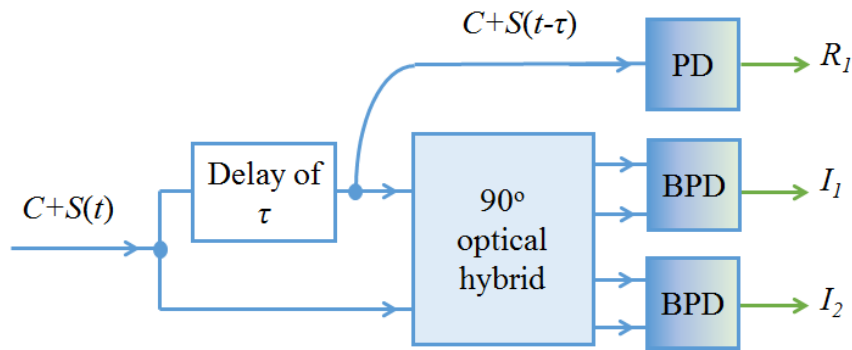 C+S(t-τ)
PD
R1
Delay of
τ
C+S(t)
90° optical
hybrid
BPD
I1
BPD
I2